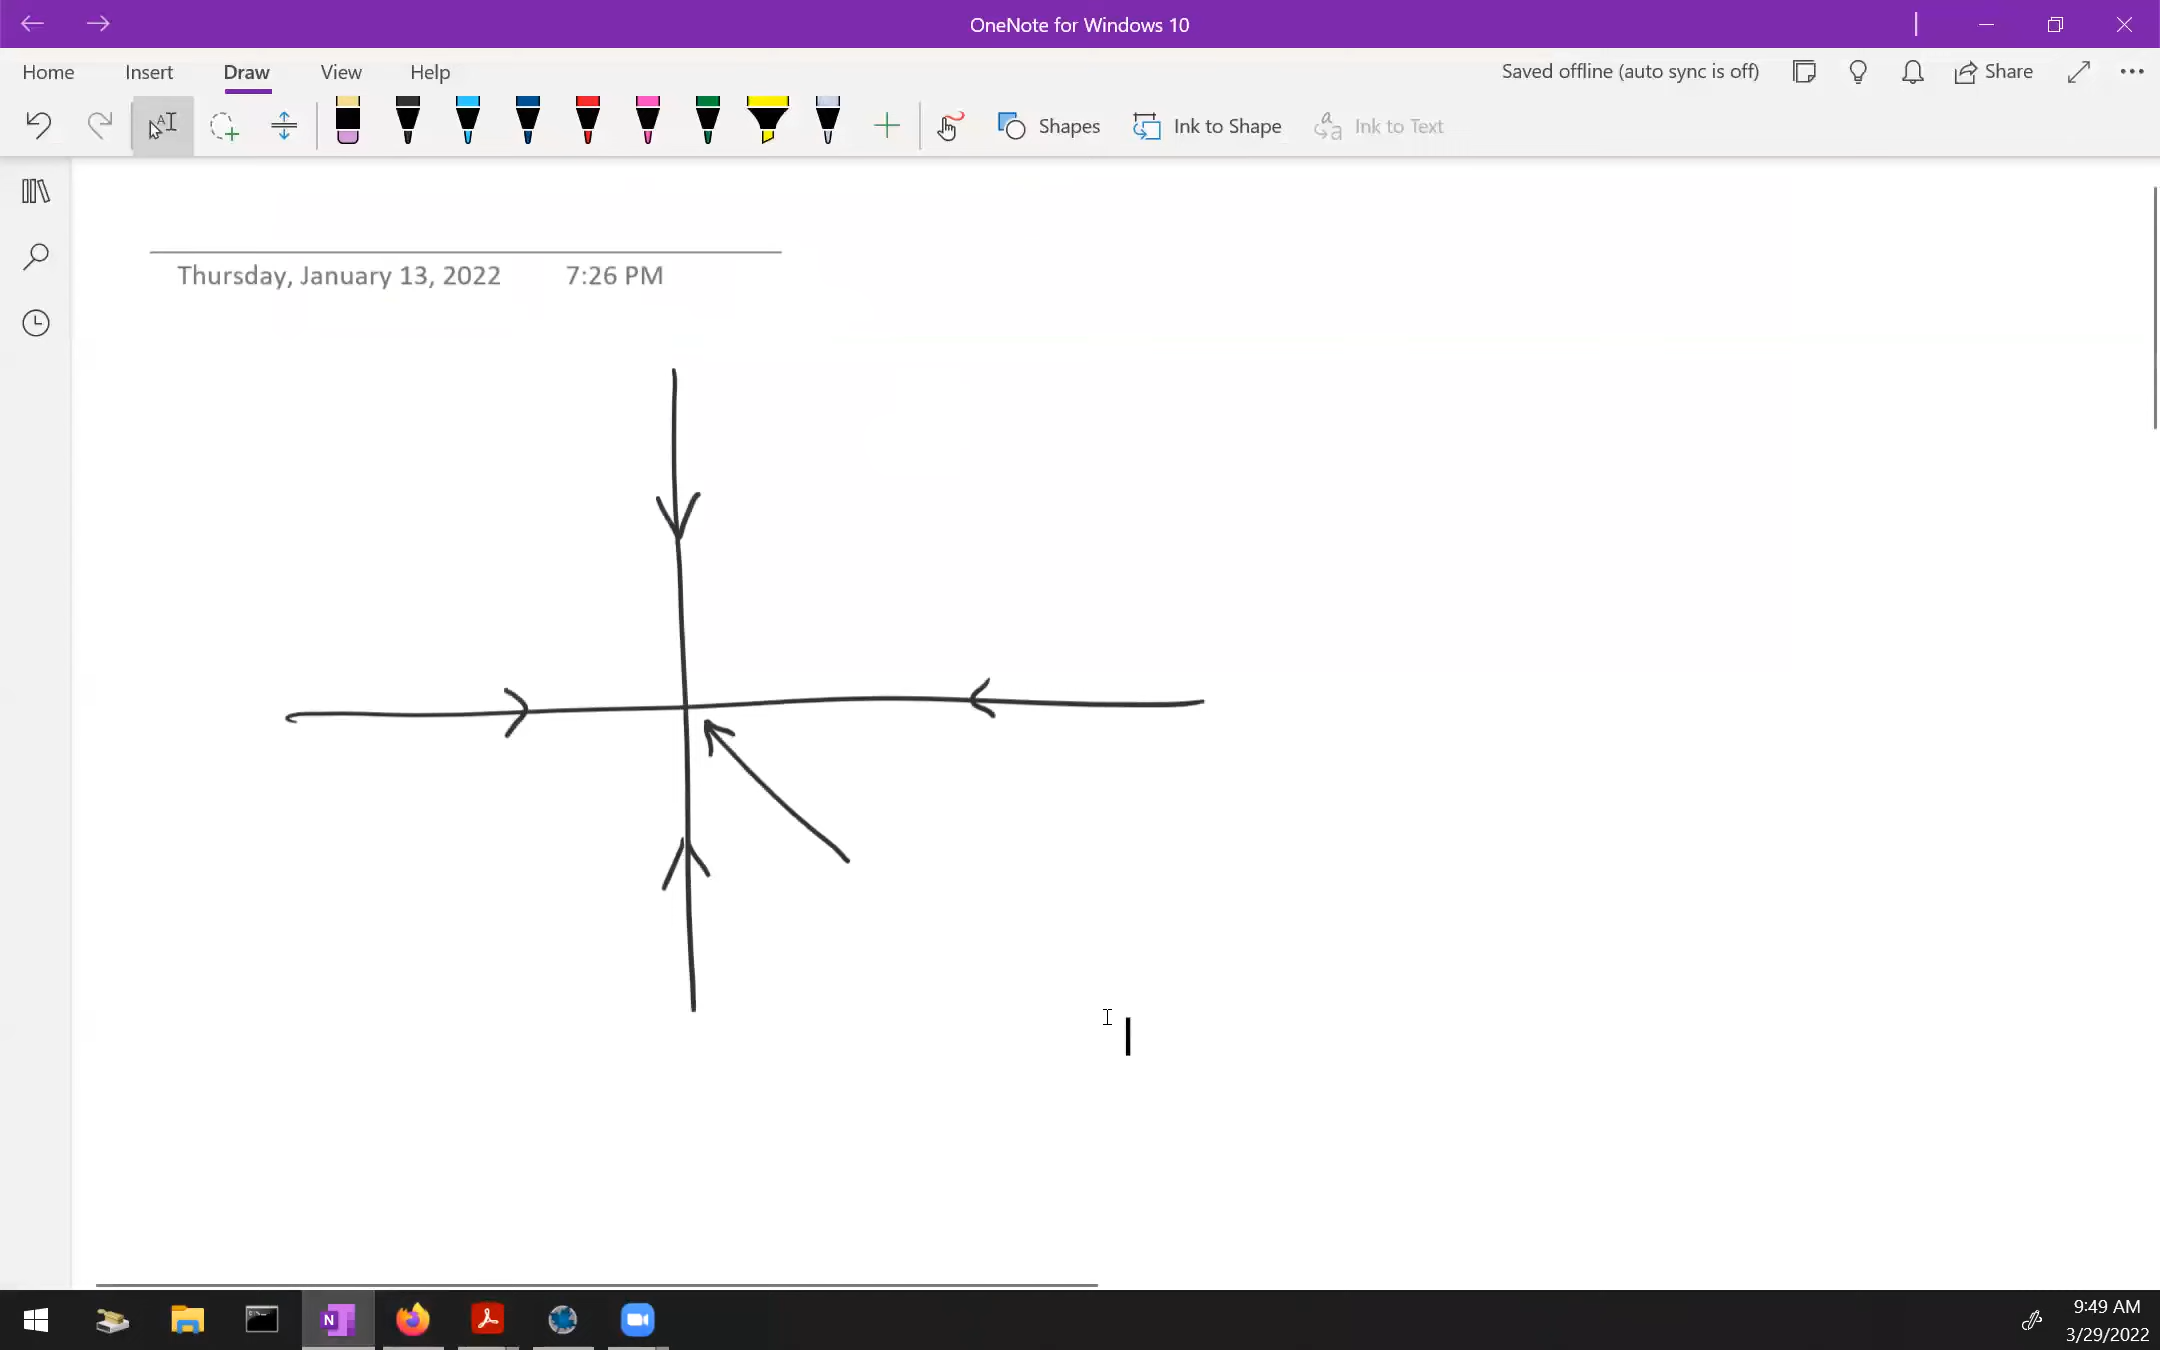 OneNote for Windows 10
Home Insert Draw View Help Saved offline (auto sync is off) Share
Shapes Ink to Shape Ink to Text
Thursday, January 13, 2022 7:26 PM
9:49 AM
3/29/2022